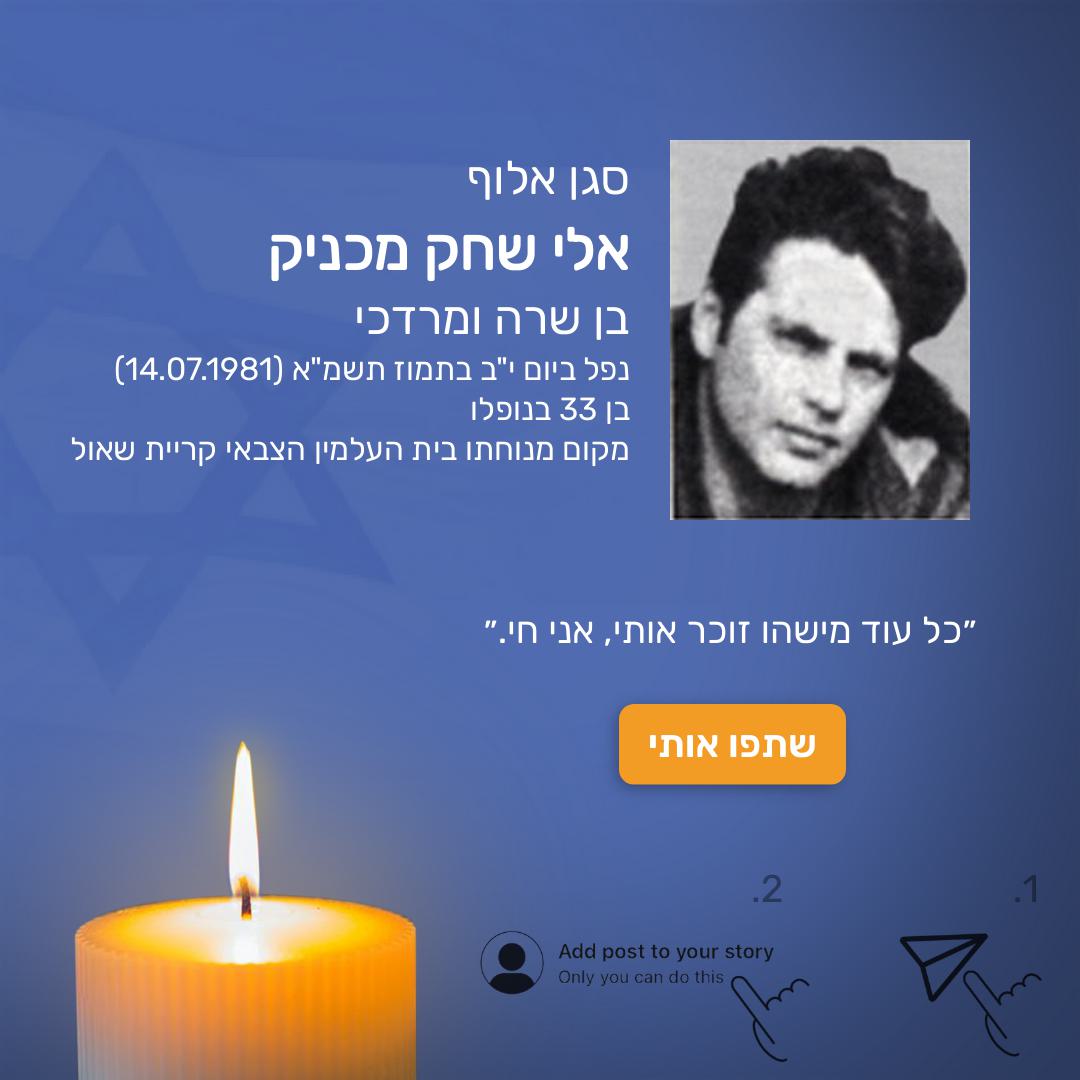 סגן אלוף
אלי שחק מכניק
בן שרה ומרדכי
נפל ביום י"ב בתמוז תשמ"א (14.07.1981)
בן 33 בנופלו
מקום מנוחתו בית העלמין הצבאי קריית שאול
״כל עוד מישהו זוכר אותי, אני חי.״
שתפו אותי
1.
2.
Add post to your story
Only you can do this